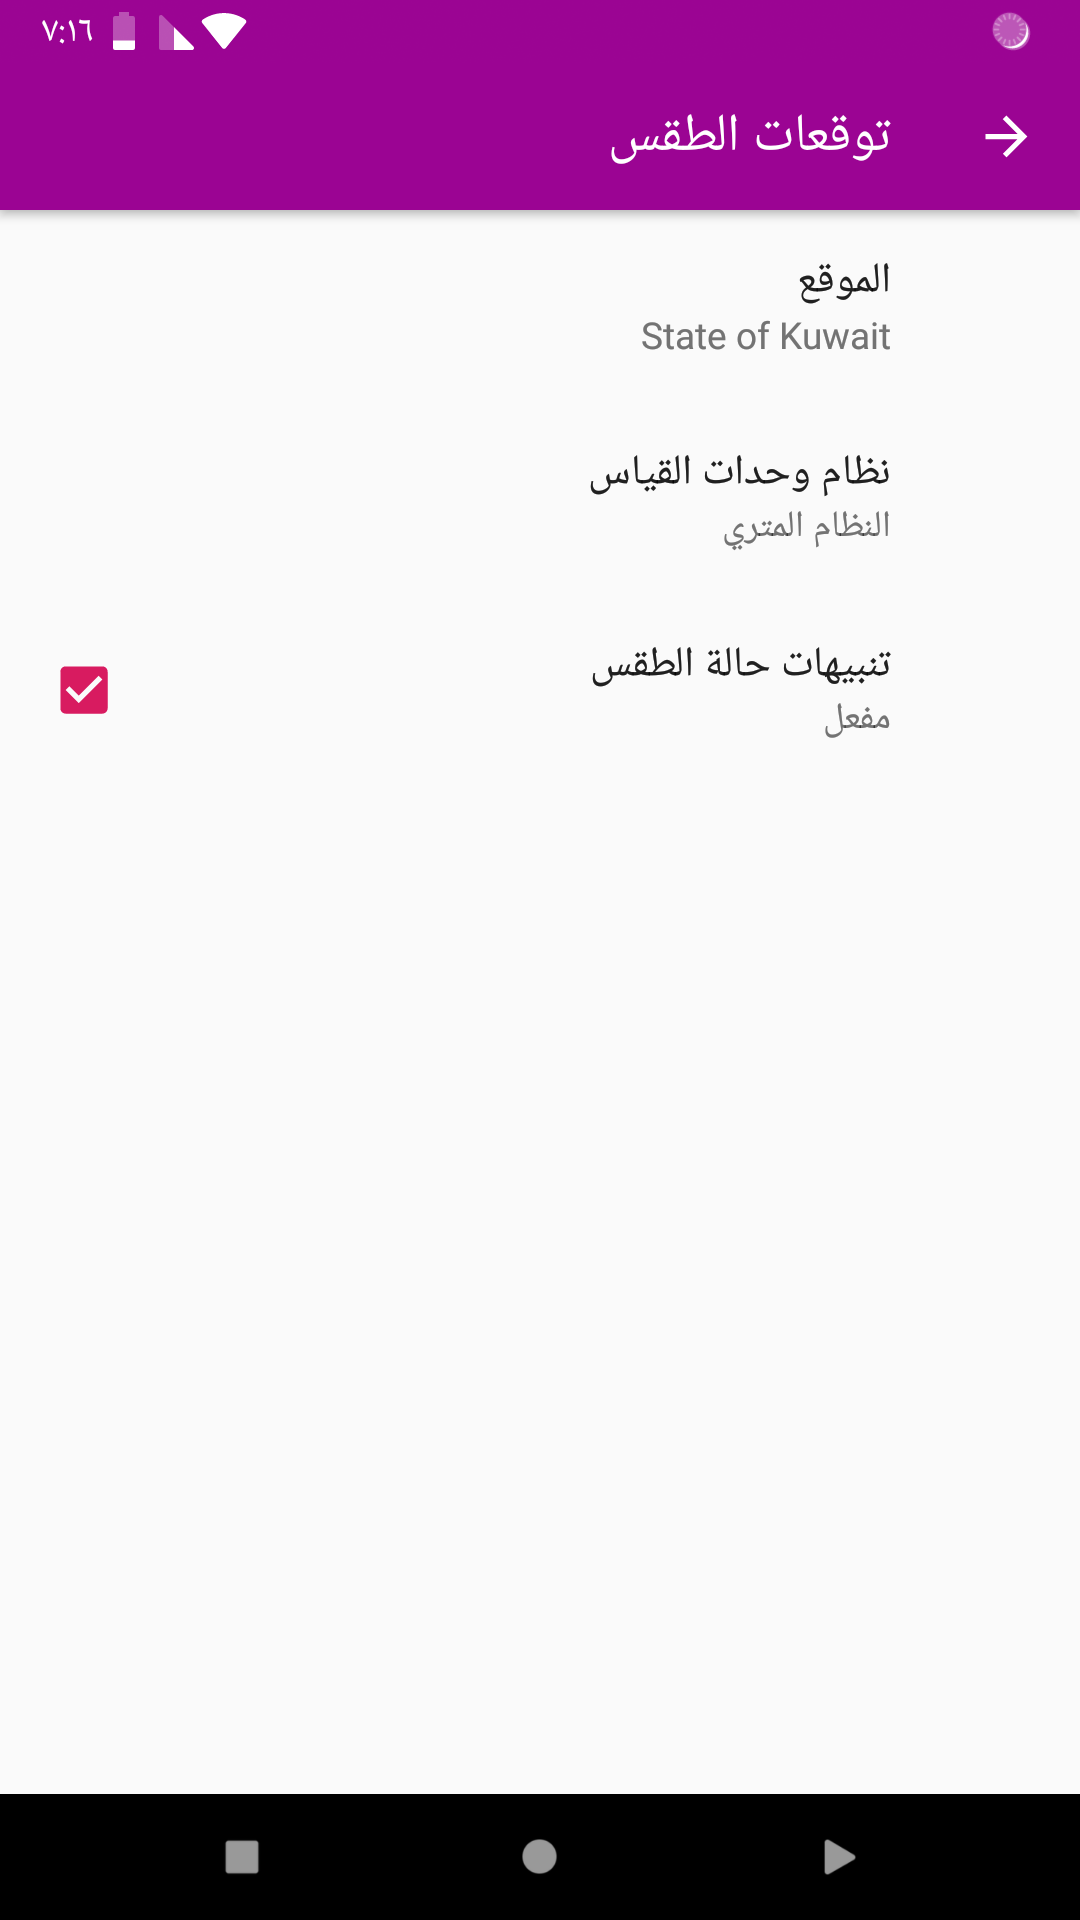 ٧:١٦
توقعات الطقس
الموقع
State of Kuwait
نظام وحدات القياس
النظام المتري
تنبيهات حالة الطقس
مفعل